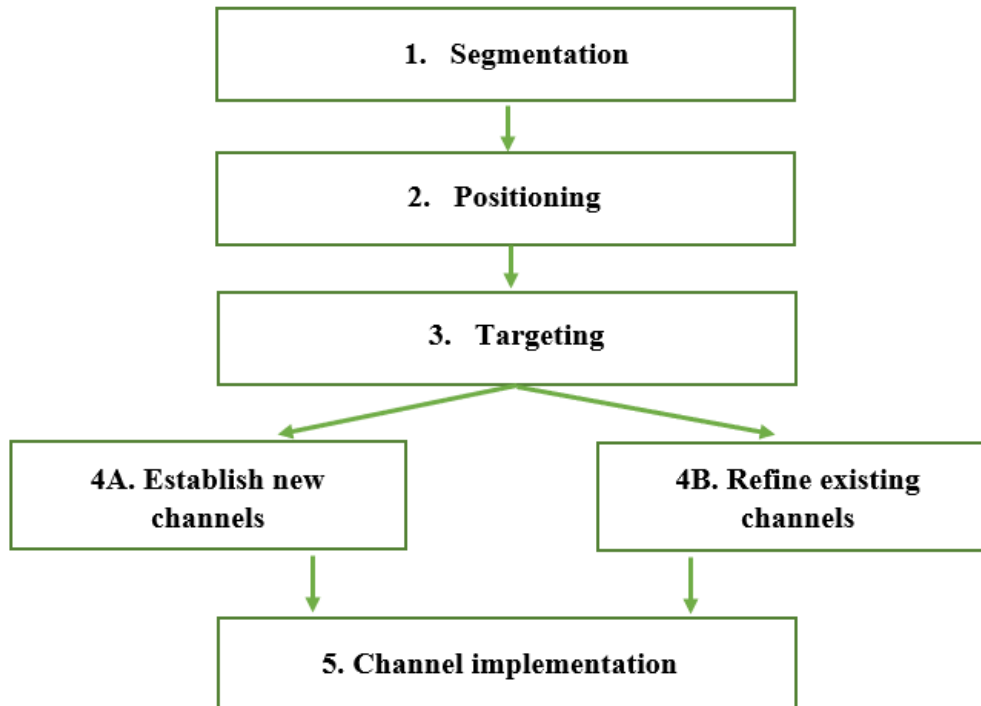 1. Segmentation
2. Positioning
3. Targeting
4A. Establish new
channels
4B. Refine existing
channels
5. Channel implementation